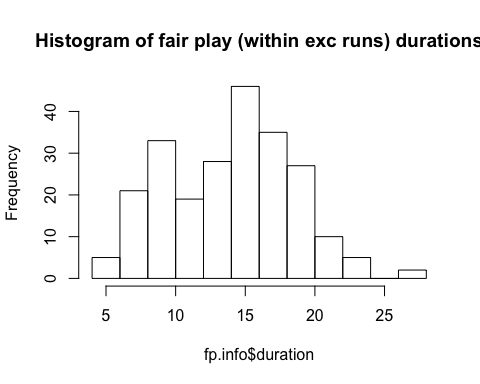 Histogram of fair play (within exc runs) durations
Frequency
40
30
20
10
0
5 10 15 20 25
fp.info$duration